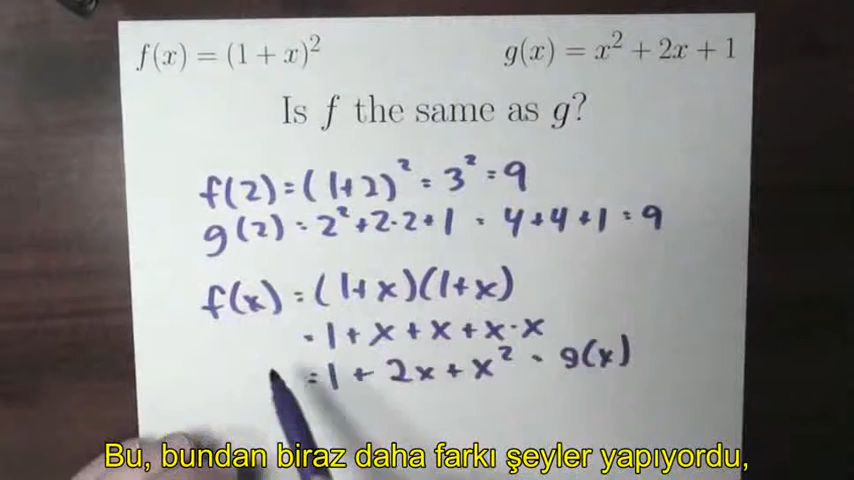 f(x) = (1 + x)²
g(x) = x² + 2x + 1
Is f the same as g?
f(2) = (1+2)² = 3² = 9
g(2) = 2² + 2·2 + 1 = 4+4+1 = 9
f(x) = (1+x)(1+x)
= 1 + x + x + x·x
= 1 + 2x + x² = g(x)
Bu, bundan biraz daha farkı şeyler yapıyordu,